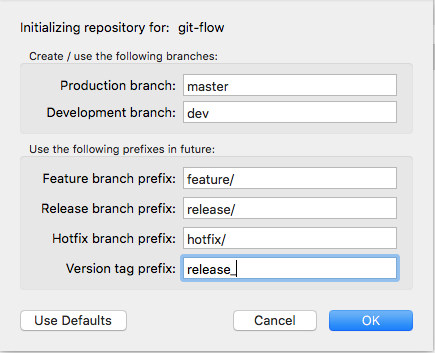 Initializing repository for: git-flow
Create / use the following branches:
Production branch: master
Development branch: dev
Use the following prefixes in future:
Feature branch prefix: feature/
Release branch prefix: release/
Hotfix branch prefix: hotfix/
Version tag prefix: release_
Use Defaults Cancel OK